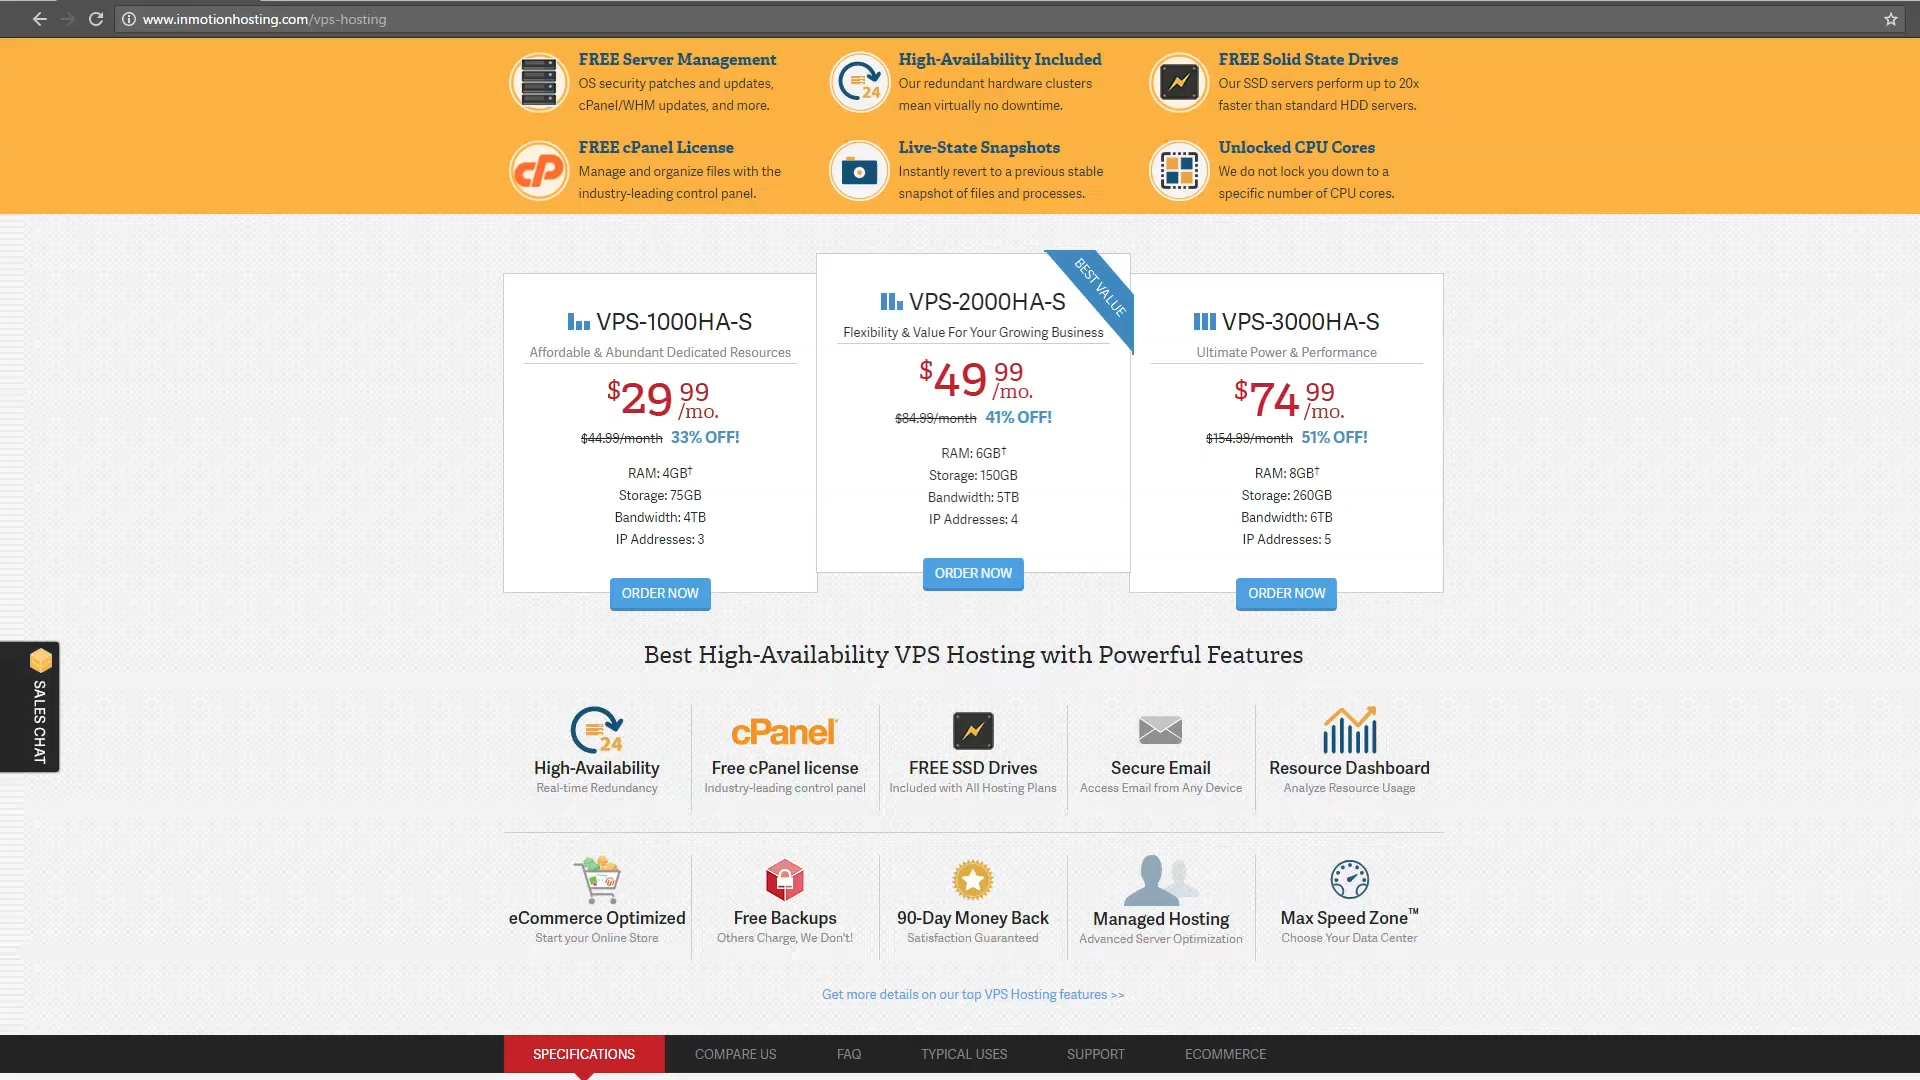 www.inmotionhosting.com/vps-hosting
FREE Server Management
OS security patches and updates,
cPanel/WHM updates, and more.
High-Availability Included
Our redundant hardware clusters
mean virtually no downtime.
24
FREE Solid State Drives
Our SSD servers perform up to 20x
faster than standard HDD servers.
cP
FREE cPanel License
Manage and organize files with the
industry-leading control panel.
Live-State Snapshots
Instantly revert to a previous stable
snapshot of files and processes.
Unlocked CPU Cores
We do not lock you down to a
specific number of CPU cores.
VPS-1000HA-S
Affordable & Abundant Dedicated Resources
$29.99/mo.
$44.99/month 33% OFF!
RAM: 4GB†
Storage: 75GB
Bandwidth: 4TB
IP Addresses: 3
ORDER NOW
BEST VALUE
VPS-2000HA-S
Flexibility & Value For Your Growing Business
$49.99/mo.
$84.99/month 41% OFF!
RAM: 6GB†
Storage: 150GB
Bandwidth: 5TB
IP Addresses: 4
ORDER NOW
VPS-3000HA-S
Ultimate Power & Performance
$74.99/mo.
$154.99/month 51% OFF!
RAM: 8GB†
Storage: 260GB
Bandwidth: 6TB
IP Addresses: 5
ORDER NOW
SALES CHAT
Best High-Availability VPS Hosting with Powerful Features
24
High-Availability
Real-time Redundancy
cPanel
Free cPanel license
Industry-leading control panel
FREE SSD Drives
Included with All Hosting Plans
Secure Email
Access Email from Any Device
Resource Dashboard
Analyze Resource Usage
eCommerce Optimized
Start your Online Store
Free Backups
Others Charge, We Don't!
90-Day Money Back
Satisfaction Guaranteed
Managed Hosting
Advanced Server Optimization
Max Speed Zone™
Choose Your Data Center
Get more details on our top VPS Hosting features >>
SPECIFICATIONS COMPARE US FAQ TYPICAL USES SUPPORT ECOMMERCE